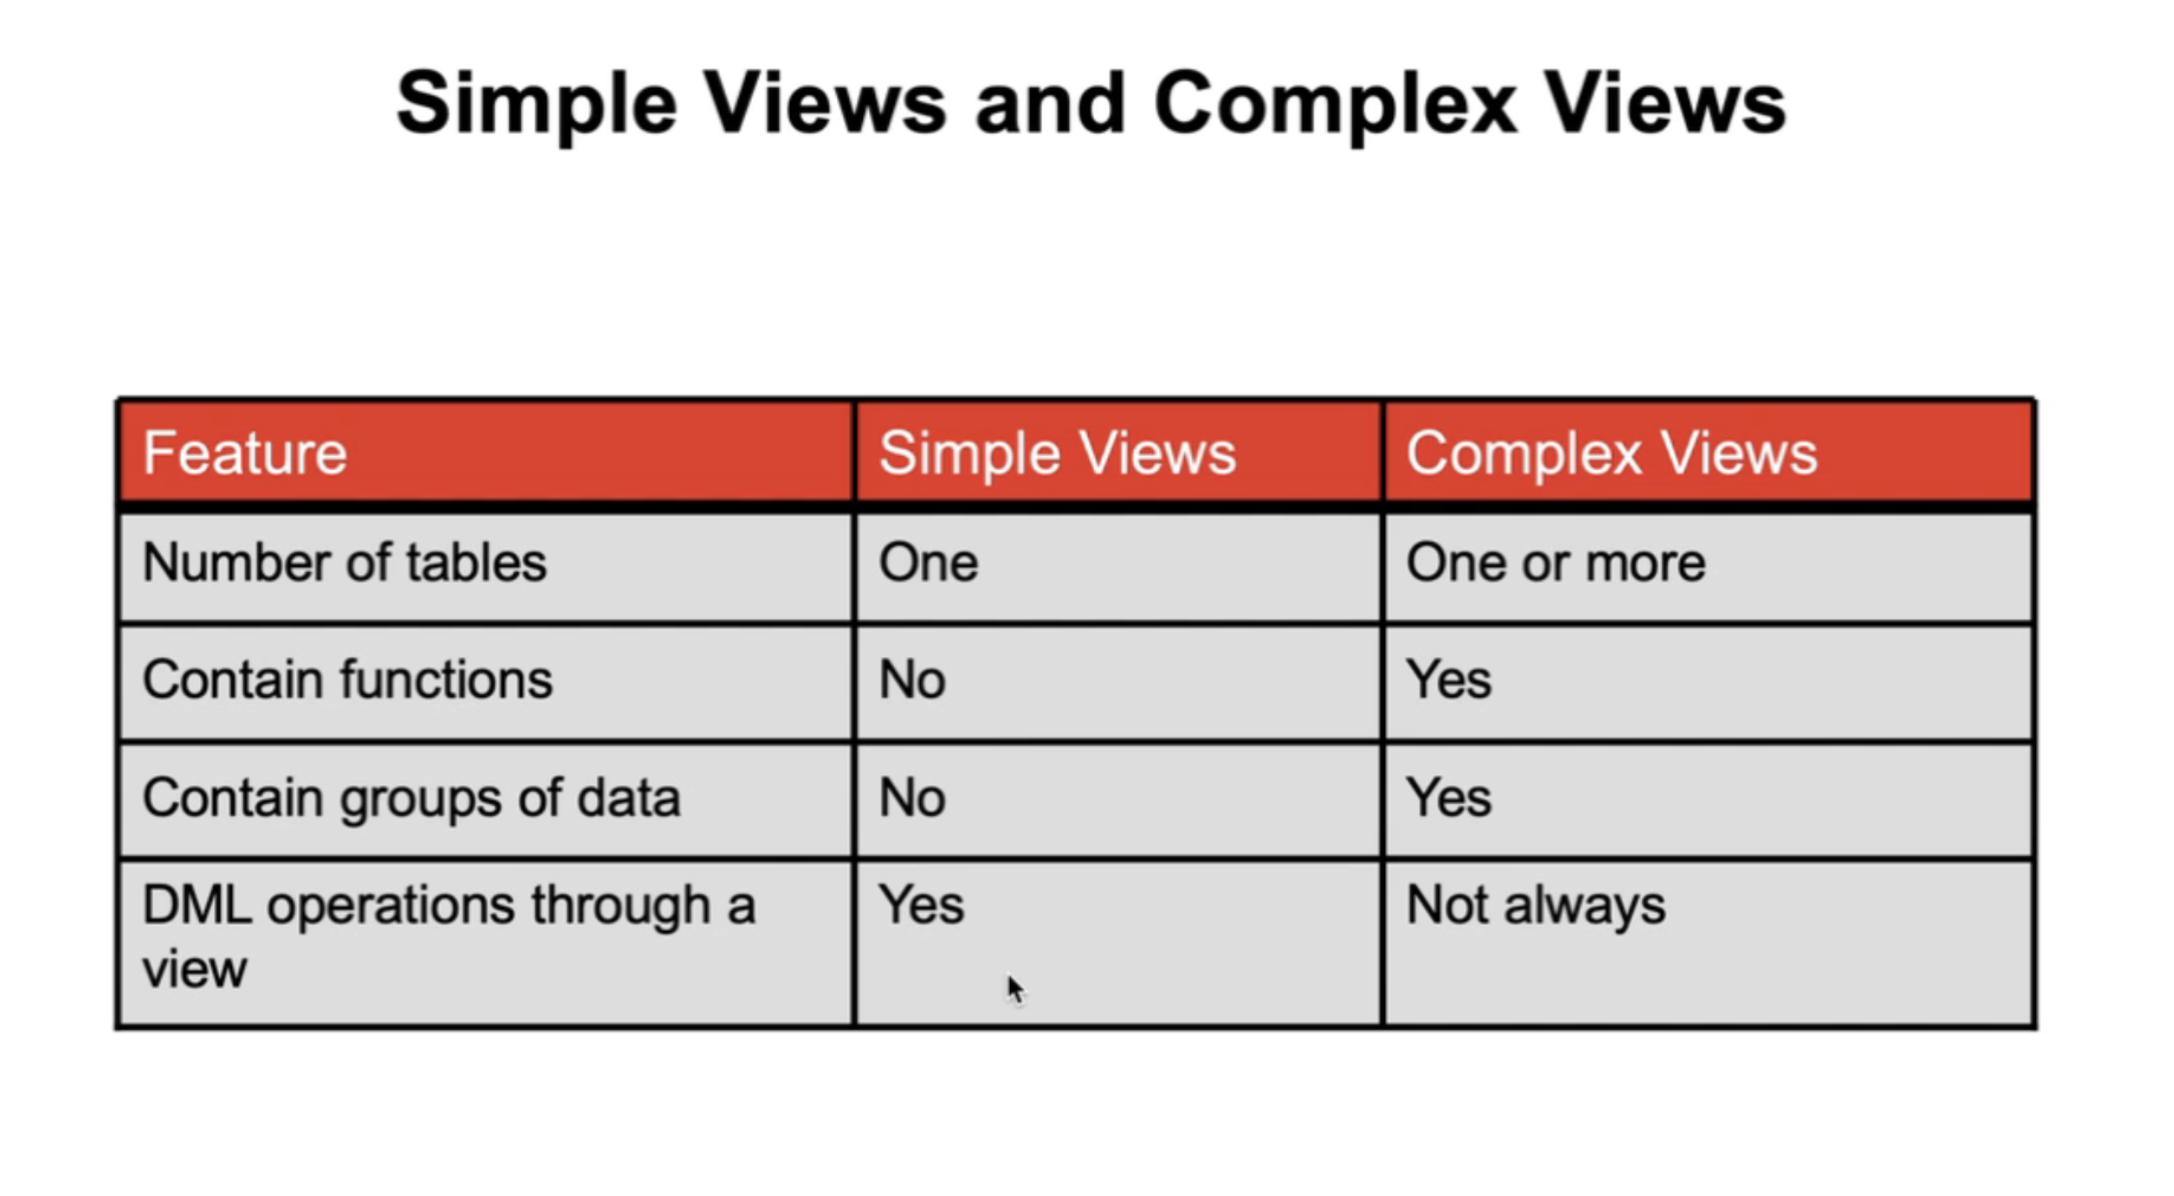 Simple Views and Complex Views
Feature Simple Views Complex Views
Number of tables One One or more
Contain functions No Yes
Contain groups of data No Yes
DML operations through a Yes Not always
view